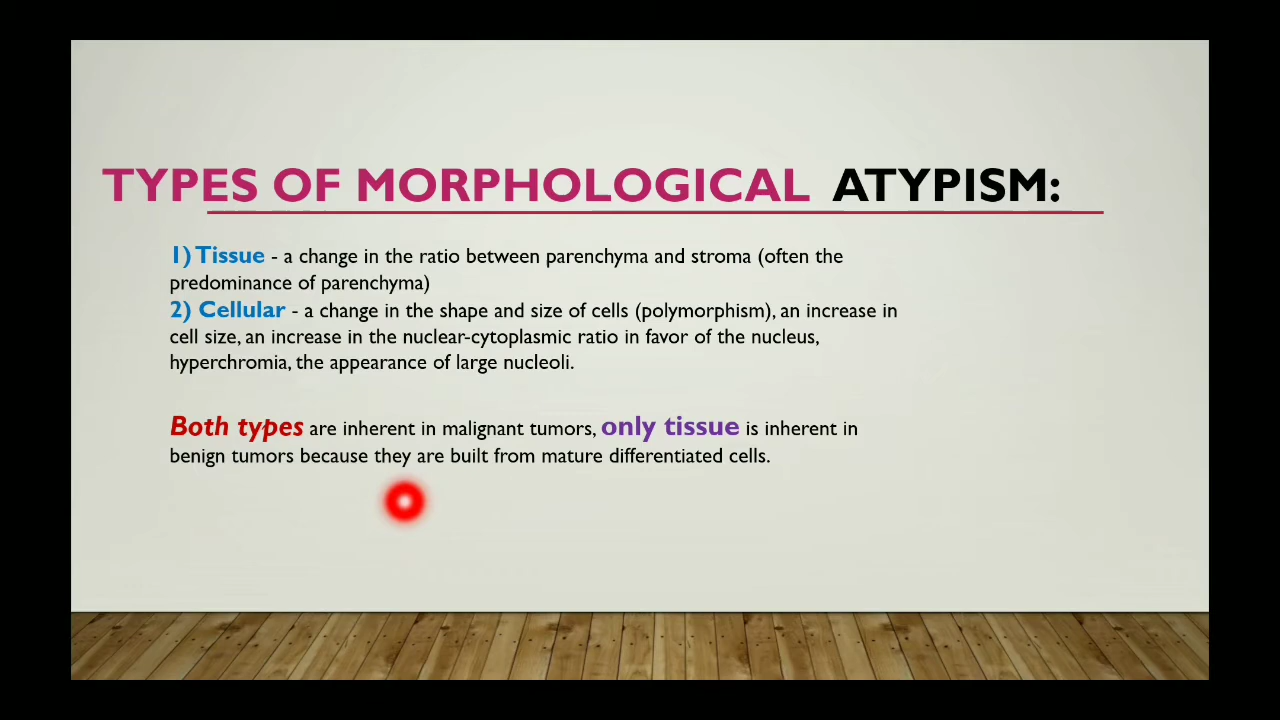 TYPES OF MORPHOLOGICAL ATYPISM:
1) Tissue - a change in the ratio between parenchyma and stroma (often the
predominance of parenchyma)
2) Cellular - a change in the shape and size of cells (polymorphism), an increase in
cell size, an increase in the nuclear-cytoplasmic ratio in favor of the nucleus,
hyperchromia, the appearance of large nucleoli.
Both types are inherent in malignant tumors, only tissue is inherent in
benign tumors because they are built from mature differentiated cells.